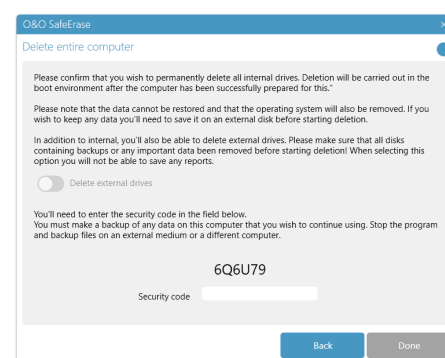 O&O SafeErase
Delete entire computer
Please confirm that you wish to permanently delete all internal drives. Deletion will be carried out in the
boot environment after the computer has been successfully prepared for this."
Please note that the data cannot be restored and that the operating system will also be removed. If you
wish to keep any data you'll need to save it on an external disk before starting deletion.
In addition to internal, you'll also be able to delete external drives. Please make sure that all disks
containing backups or any important data been removed before starting deletion! When selecting this
option you will not be able to save any reports.
Delete external drives
You'll need to enter the security code in the field below.
You must make a backup of any data on this computer that you wish to continue using. Stop the program
and backup files on an external medium or a different computer.
6Q6U79
Security code
Back Done